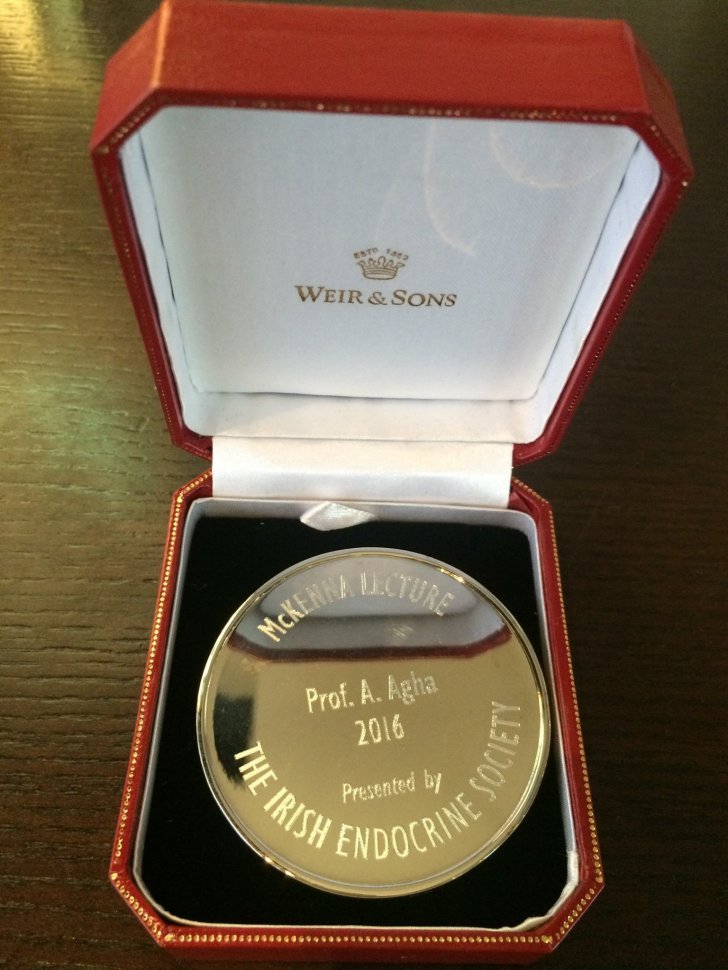 ESTD 1869
WEIR & SONS
McKENNA LECTURE
Prof. A. Agha
2016
Presented by
THE IRISH ENDOCRINE SOCIETY